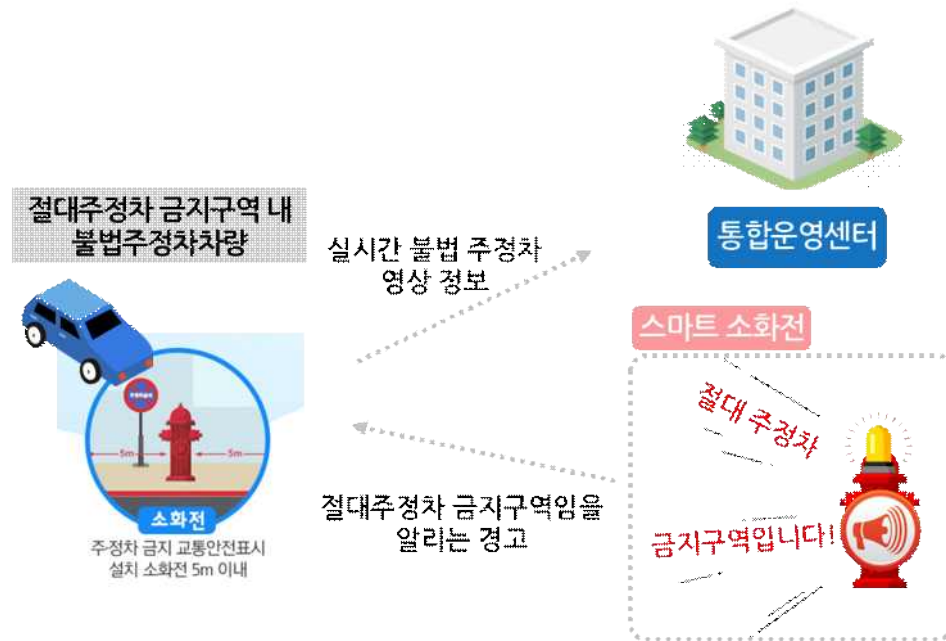 절대주정차 금지구역 내
불법주정차차량
실시간 불법 주정차
영상 정보
통합운영센터
스마트 소화전
절대 주정차
금지구역입니다!
5m
5m
소화전
주정차 금지 교통안전표시
설치 소화전 5m 이내
절대주정차 금지구역임을
알리는 경고